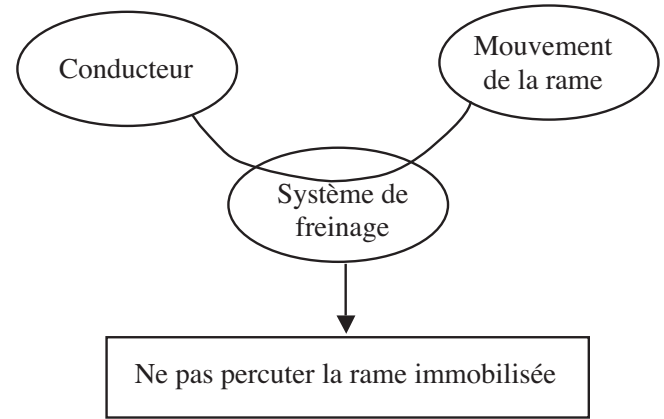 Conducteur
Mouvement
de la rame
Système de
freinage
Ne pas percuter la rame immobilisée